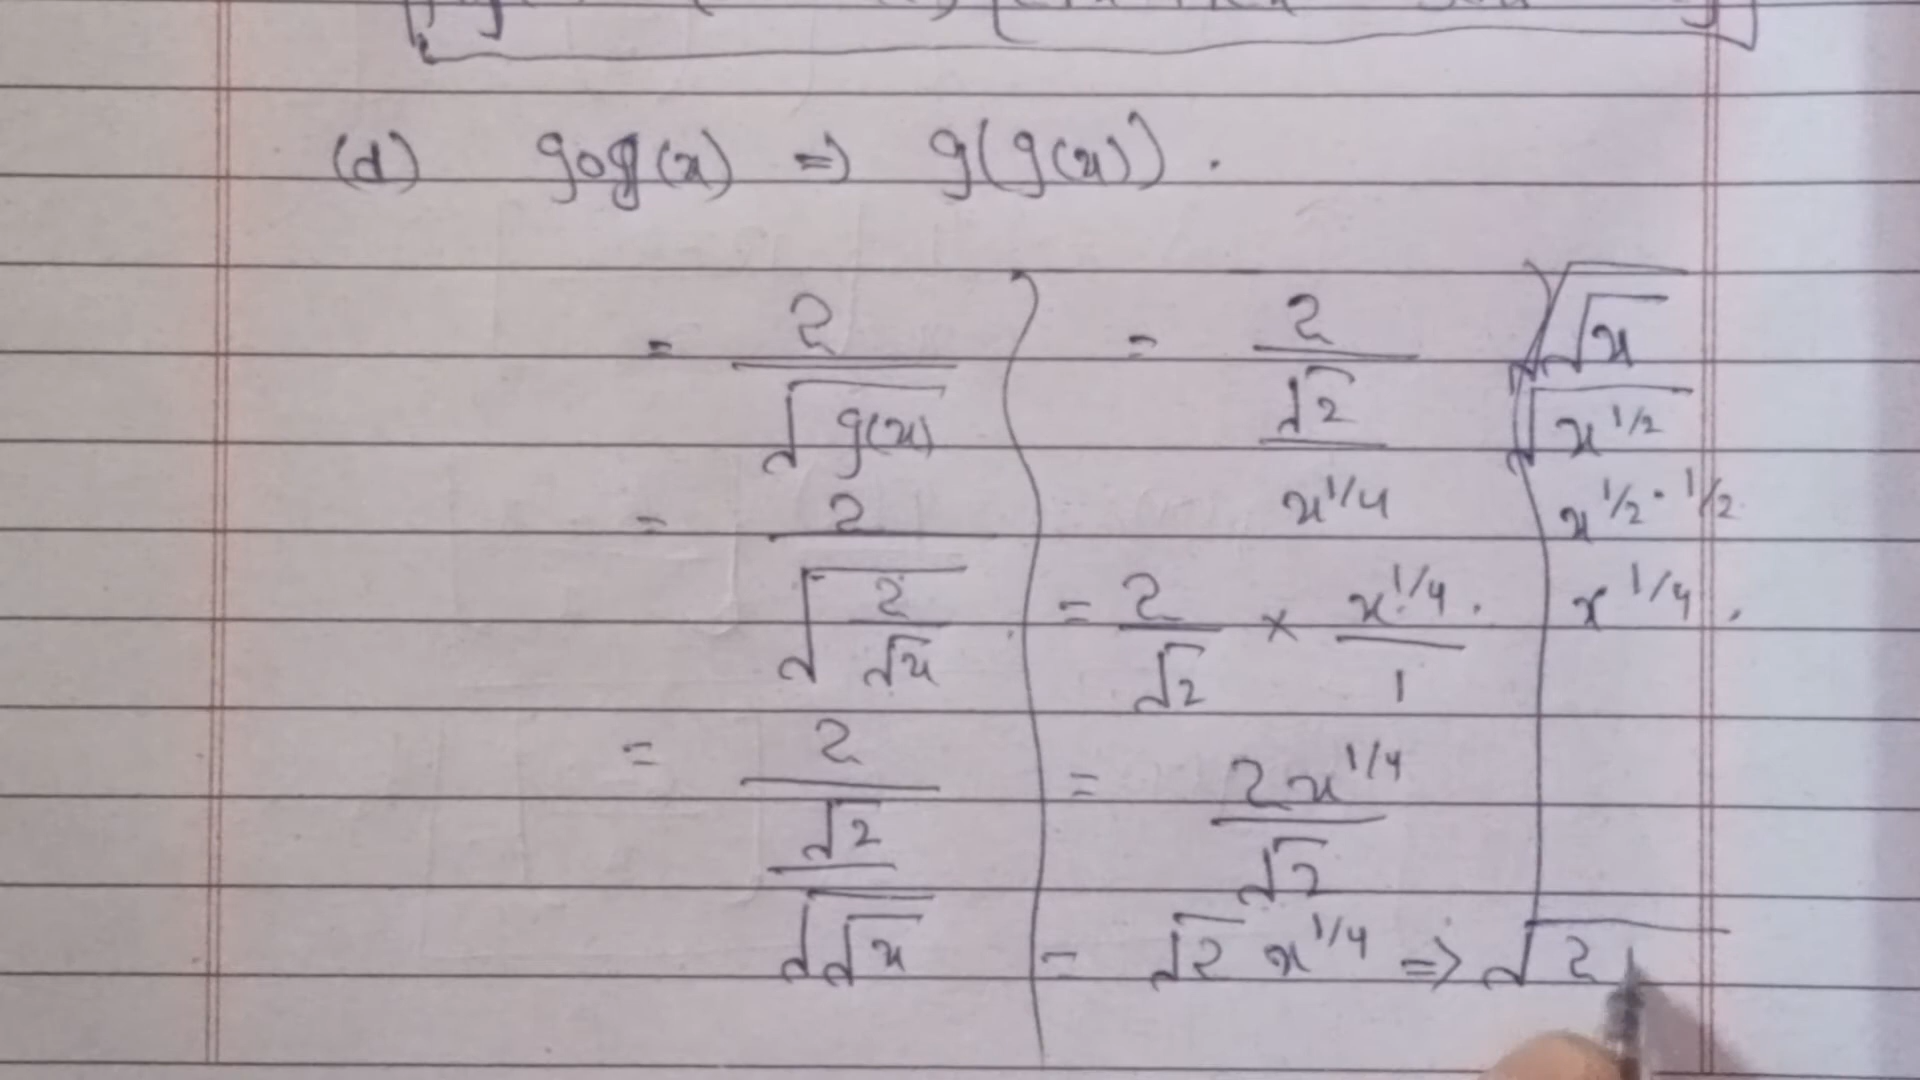 (d) gog(x) => g(g(x)).
= 2 / √g(x)
= 2 / √(2/√x)
= 2 / (√2 / √√x)
= 2 / (√2 / x^1/4)
= 2/√2 × x^1/4 / 1
= 2x^1/4 / √2
= √2 x^1/4 => √2
√√x
√x^1/2
x^1/2 · 1/2
x^1/4.